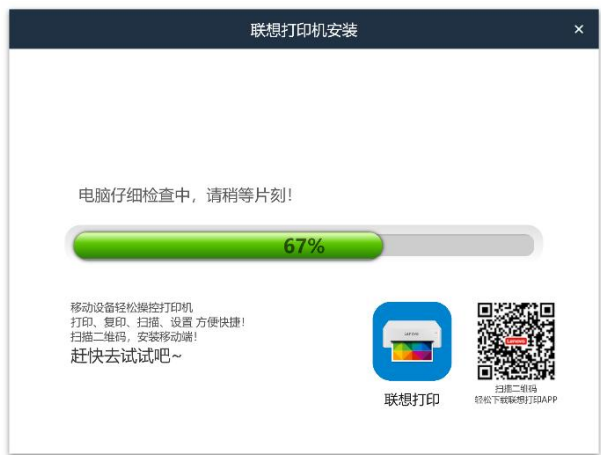 联想打印机安装
×
电脑仔细检查中，请稍等片刻！
67%
移动设备轻松操控打印机
打印、复印、扫描、设置 方便快捷！
扫描二维码，安装移动端！
赶快去试试吧~
Lenovo
联想打印
扫描二维码
轻松下载联想打印APP